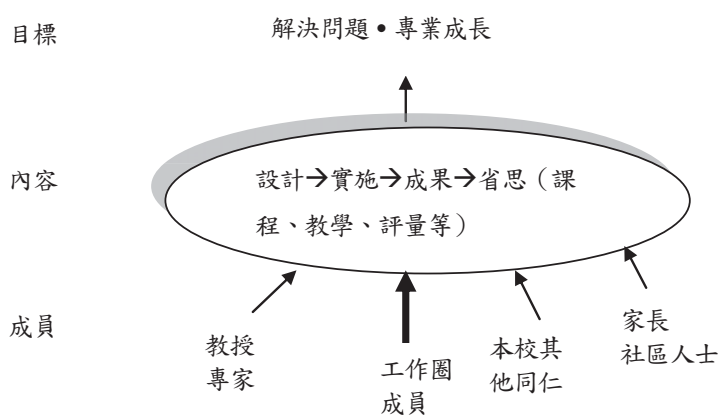 目標
解決問題•專業成長
內容
設計→實施→成果→省思（課
程、教學、評量等）
成員
教授
專家
工作圈
成員
本校其
他同仁
家長
社區人士